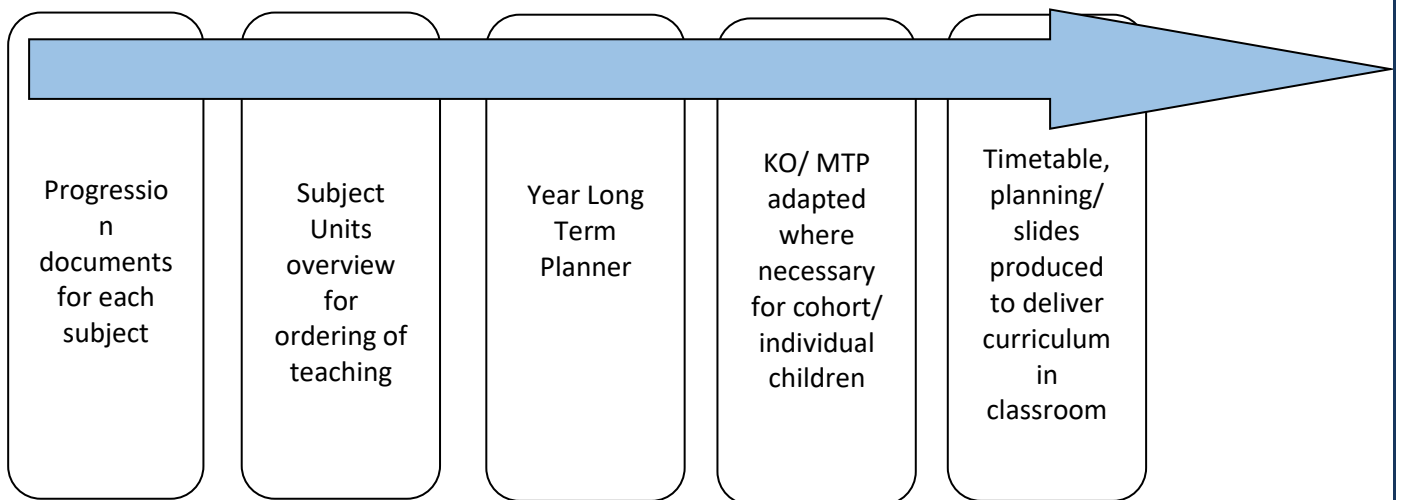 Progressio
n
documents
for each
subject
Subject
Units
overview
for
ordering of
teaching
Year Long
Term
Planner
KO/ MTP
adapted
where
necessary
for cohort/
individual
children
Timetable,
planning/
slides
produced
to deliver
curriculum
in
classroom